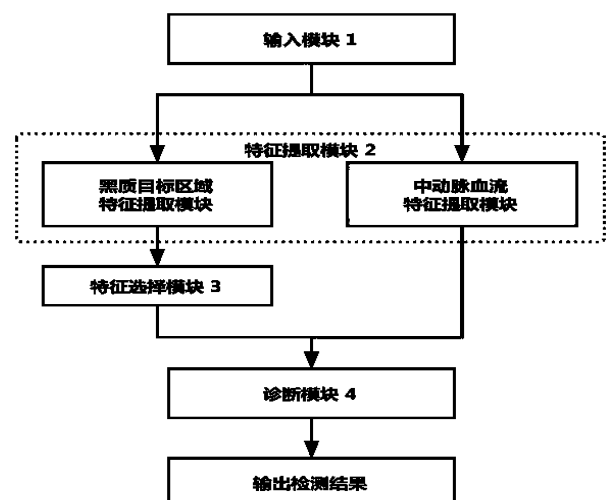 输入模块 1
特征提取模块 2
黑质目标区域
特征提取模块
中动脉血流
特征提取模块
特征选择模块 3
诊断模块 4
输出检测结果